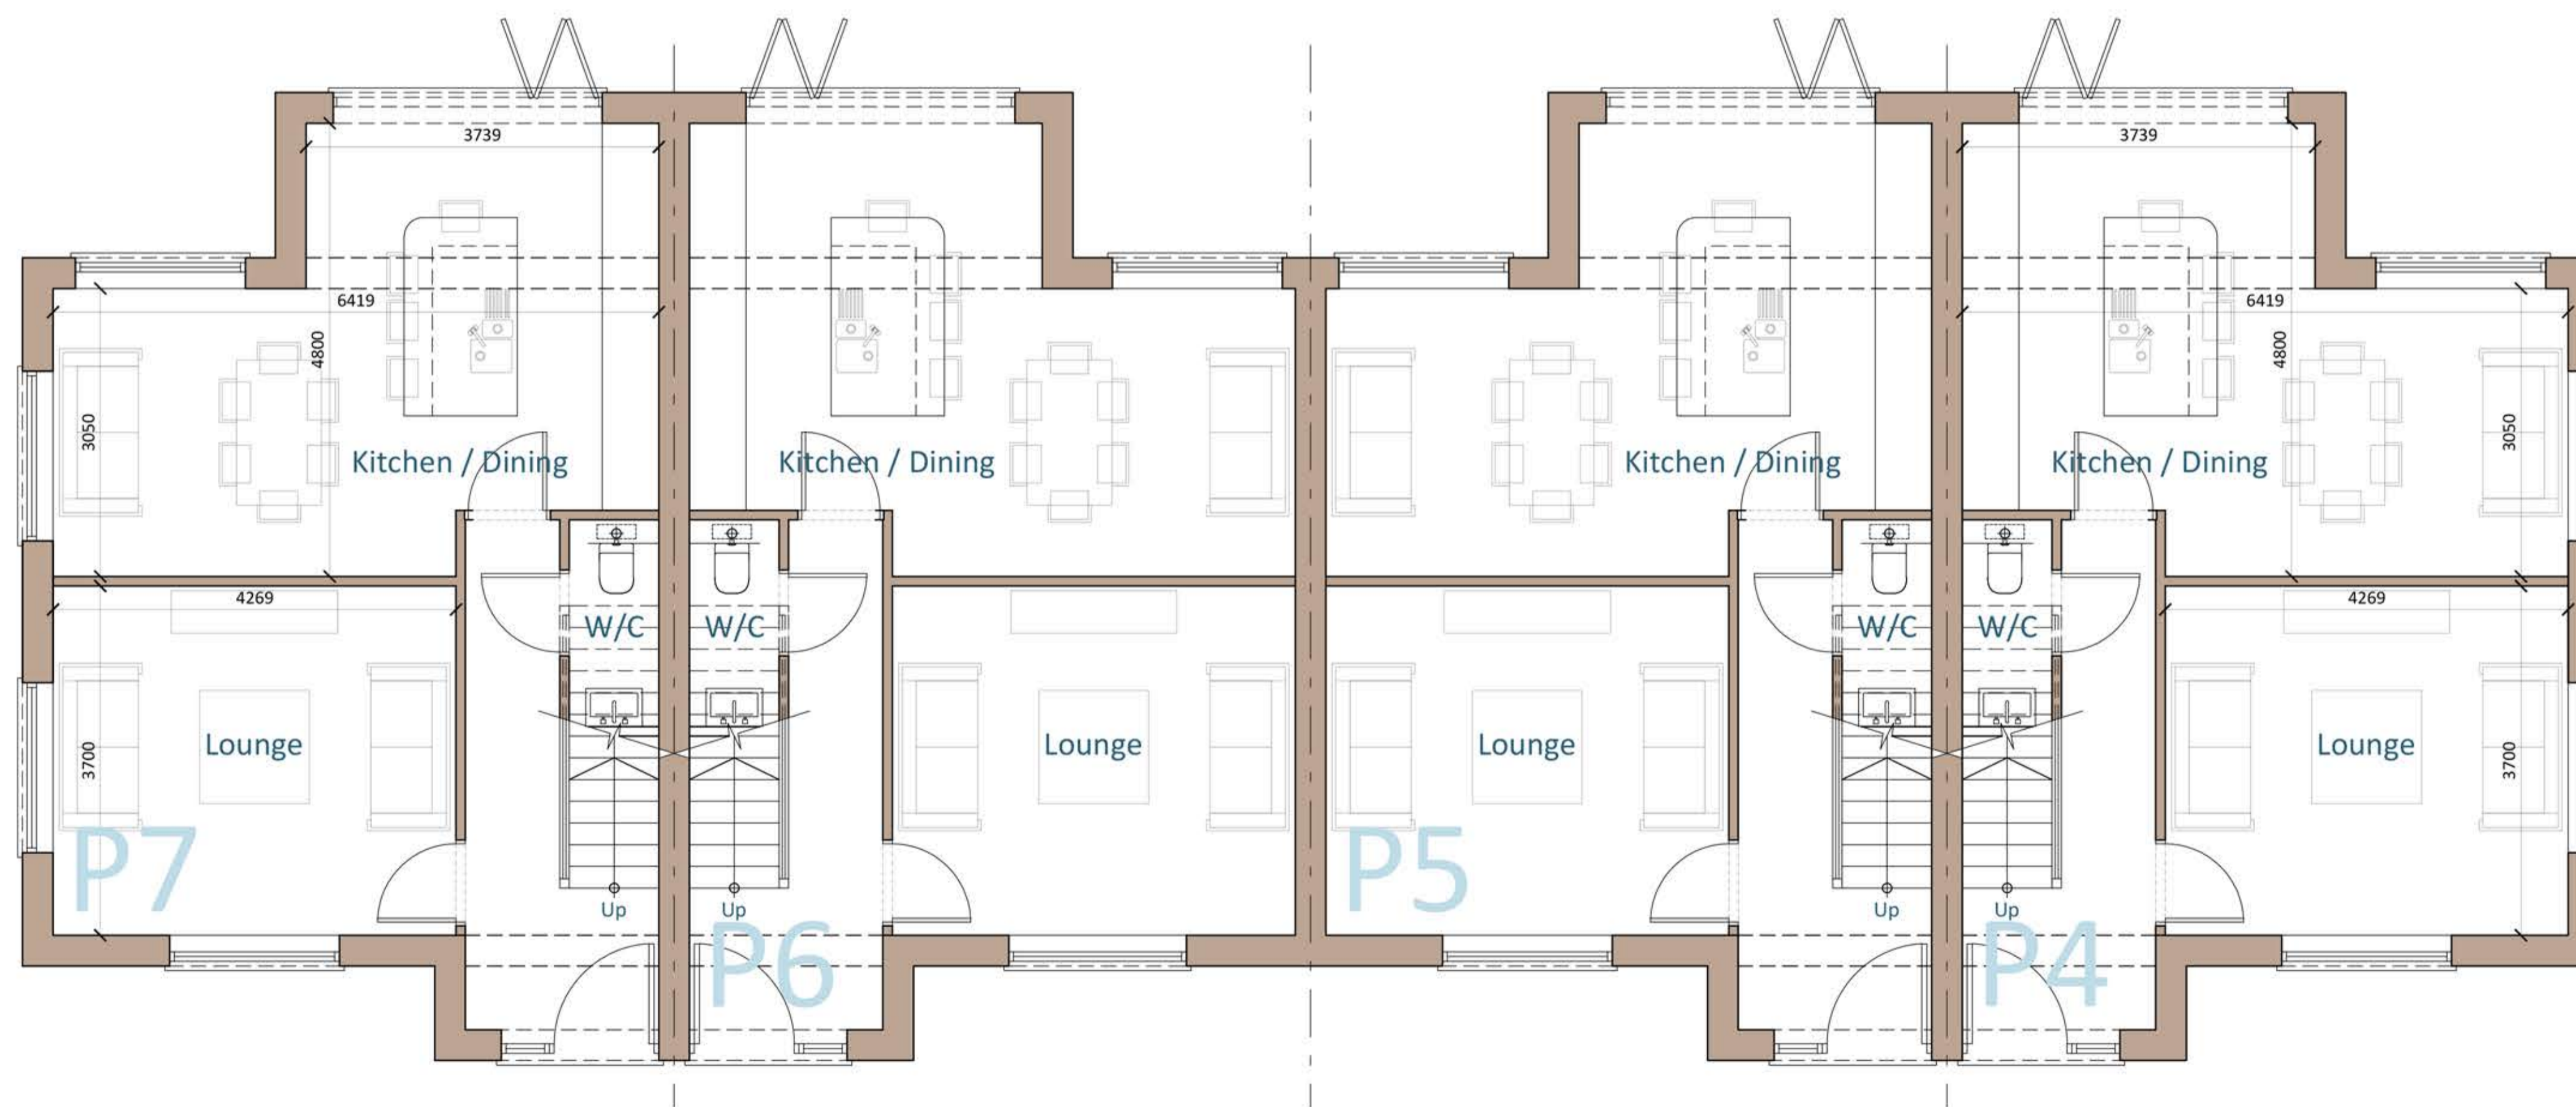 3739
3739
6419
6419
4800
4800
3050
3050
Kitchen / Dining
Kitchen / Dining
Kitchen / Dining
Kitchen / Dining
4269
4269
W/C
W/C
W/C
W/C
3700
Lounge
Lounge
Lounge
Lounge
3700
P7
P5
Up
Up
Up
Up
P6
P4